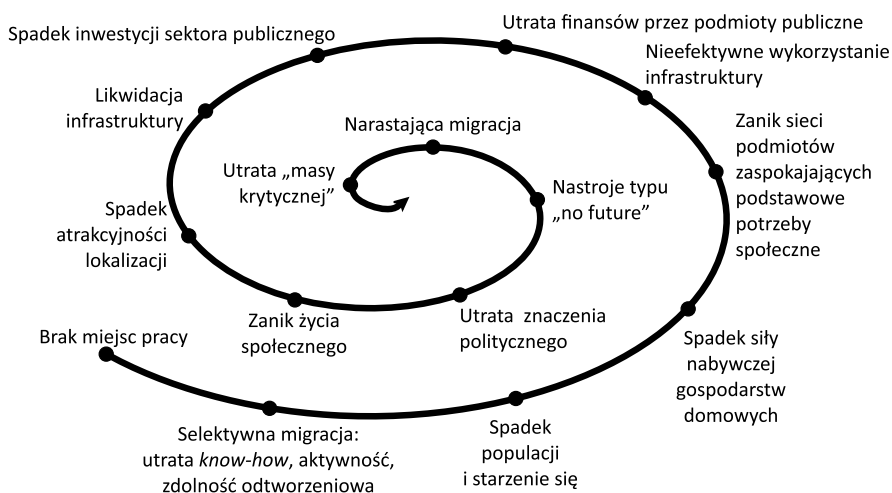 Spadek inwestycji sektora publicznego
Utrata finansów przez podmioty publiczne
Nieefektywne wykorzystanie
infrastruktury
Likwidacja
infrastruktury
Narastająca migracja
Zanik sieci
podmiotów
zaspokajających
podstawowe
potrzeby
społeczne
Utrata „masy
krytycznej”
Nastroje typu
„no future”
Spadek
atrakcyjności
lokalizacji
Zanik życia
społecznego
Utrata znaczenia
politycznego
Brak miejsc pracy
Spadek siły
nabywczej
gospodarstw
domowych
Selektywna migracja:
utrata know-how, aktywność,
zdolność odtworzeniowa
Spadek
populacji
i starzenie się